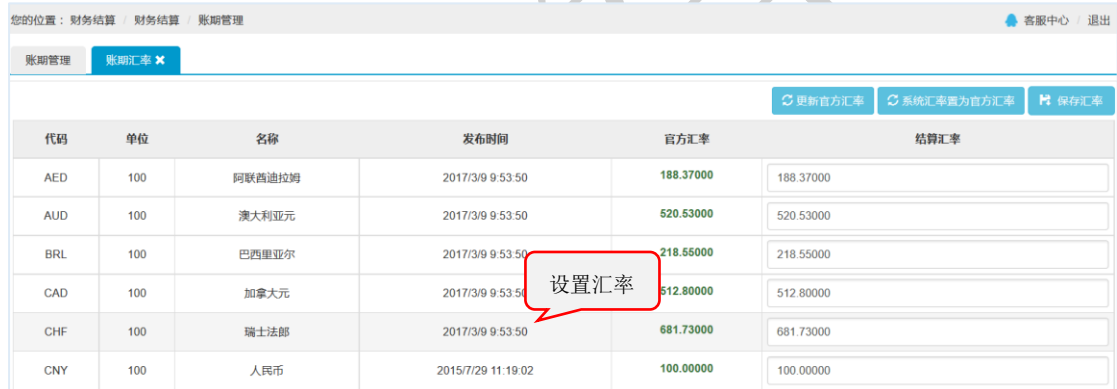 您的位置： 财务结算 / 财务结算 / 账期管理 客服中心 / 退出
账期管理 账期汇率 ✖
更新官方汇率 系统汇率置为官方汇率 保存汇率
代码 单位 名称 发布时间 官方汇率 结算汇率
AED 100 阿联酋迪拉姆 2017/3/9 9:53:50 188.37000 188.37000
AUD 100 澳大利亚元 2017/3/9 9:53:50 520.53000 520.53000
BRL 100 巴西里亚尔 2017/3/9 9:53:50 218.55000 218.55000
设置汇率
CAD 100 加拿大元 2017/3/9 9:53:50 512.80000 512.80000
CHF 100 瑞士法郎 2017/3/9 9:53:50 681.73000 681.73000
CNY 100 人民币 2015/7/29 11:19:02 100.00000 100.00000